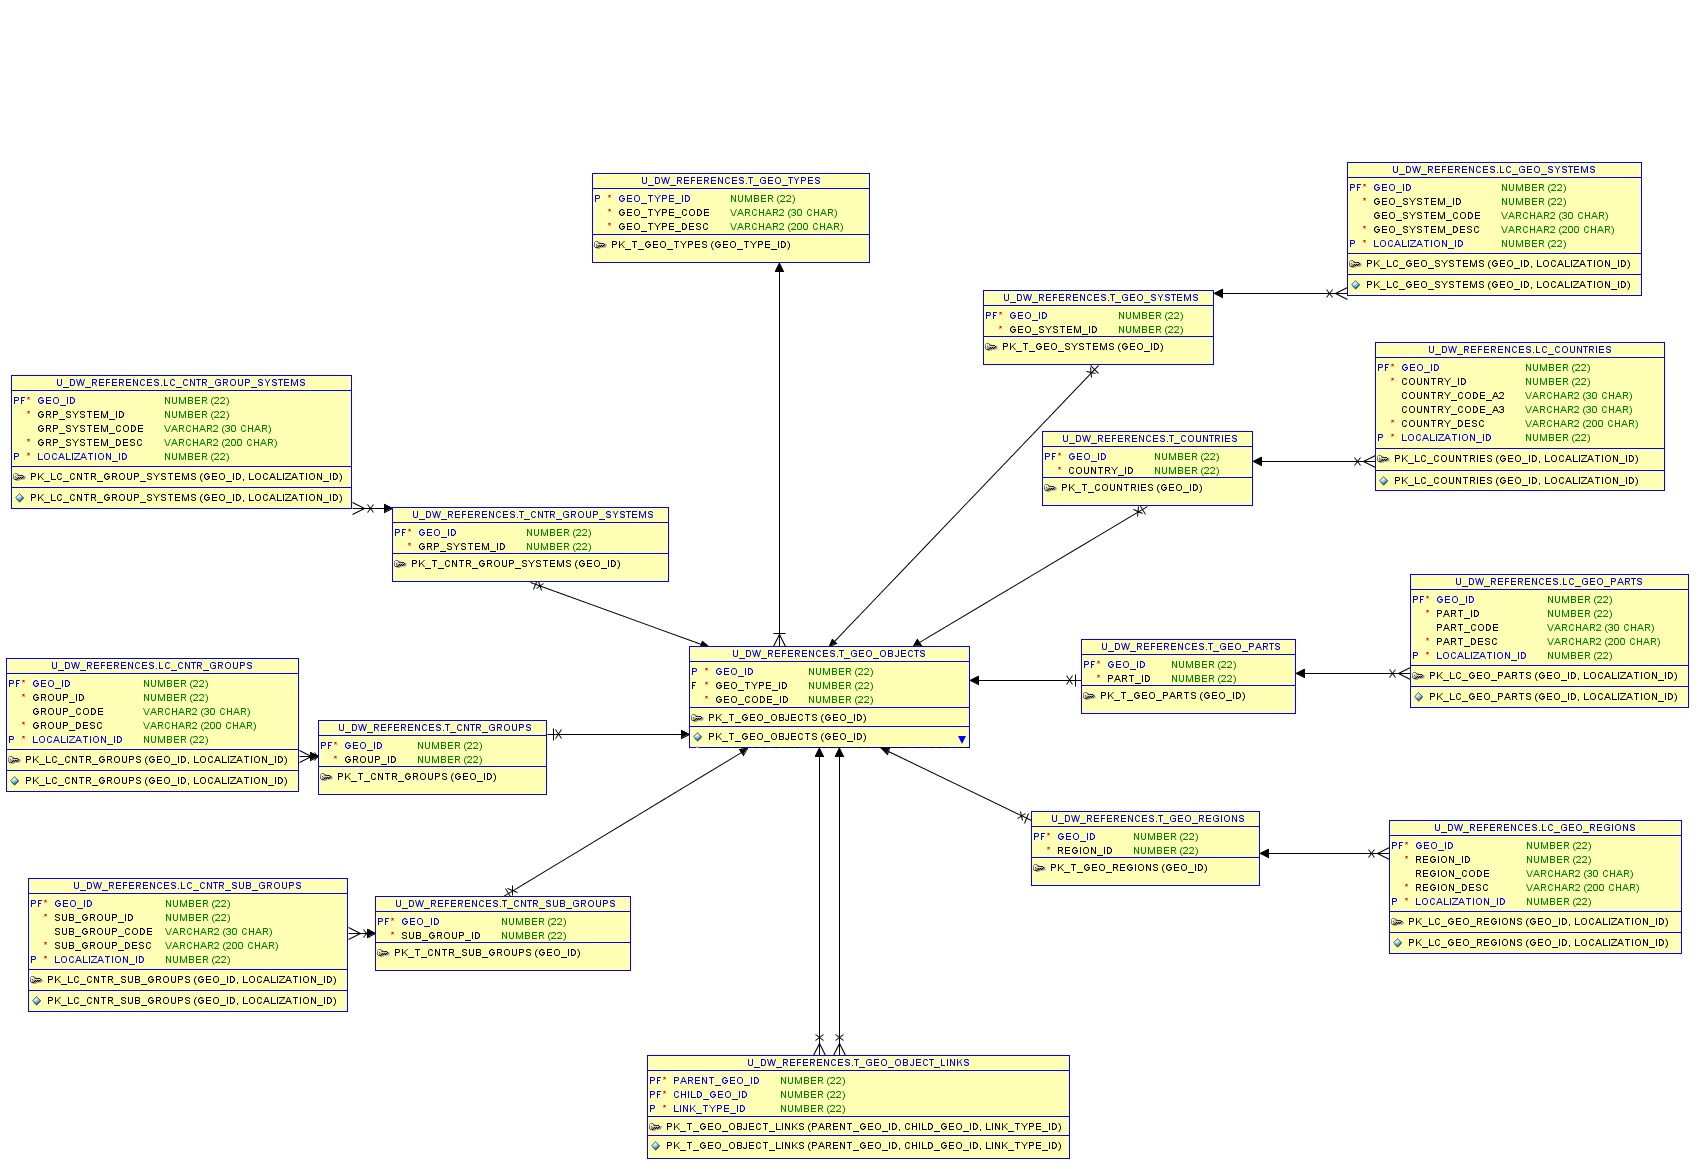 U_DW_REFERENCES.T_GEO_TYPES
P * GEO_TYPE_ID NUMBER (22)
* GEO_TYPE_CODE VARCHAR2 (30 CHAR)
* GEO_TYPE_DESC VARCHAR2 (200 CHAR)
PK_T_GEO_TYPES (GEO_TYPE_ID)
U_DW_REFERENCES.LC_GEO_SYSTEMS
PF* GEO_ID NUMBER (22)
* GEO_SYSTEM_ID NUMBER (22)
GEO_SYSTEM_CODE VARCHAR2 (30 CHAR)
* GEO_SYSTEM_DESC VARCHAR2 (200 CHAR)
P * LOCALIZATION_ID NUMBER (22)
PK_LC_GEO_SYSTEMS (GEO_ID, LOCALIZATION_ID)
PK_LC_GEO_SYSTEMS (GEO_ID, LOCALIZATION_ID)
U_DW_REFERENCES.T_GEO_SYSTEMS
PF* GEO_ID NUMBER (22)
* GEO_SYSTEM_ID NUMBER (22)
PK_T_GEO_SYSTEMS (GEO_ID)
U_DW_REFERENCES.LC_COUNTRIES
PF* GEO_ID NUMBER (22)
* COUNTRY_ID NUMBER (22)
COUNTRY_CODE_A2 VARCHAR2 (30 CHAR)
COUNTRY_CODE_A3 VARCHAR2 (30 CHAR)
* COUNTRY_DESC VARCHAR2 (200 CHAR)
P * LOCALIZATION_ID NUMBER (22)
PK_LC_COUNTRIES (GEO_ID, LOCALIZATION_ID)
PK_LC_COUNTRIES (GEO_ID, LOCALIZATION_ID)
U_DW_REFERENCES.LC_CNTR_GROUP_SYSTEMS
PF* GEO_ID NUMBER (22)
* GRP_SYSTEM_ID NUMBER (22)
GRP_SYSTEM_CODE VARCHAR2 (30 CHAR)
* GRP_SYSTEM_DESC VARCHAR2 (200 CHAR)
P * LOCALIZATION_ID NUMBER (22)
PK_LC_CNTR_GROUP_SYSTEMS (GEO_ID, LOCALIZATION_ID)
PK_LC_CNTR_GROUP_SYSTEMS (GEO_ID, LOCALIZATION_ID)
U_DW_REFERENCES.T_COUNTRIES
PF* GEO_ID NUMBER (22)
* COUNTRY_ID NUMBER (22)
PK_T_COUNTRIES (GEO_ID)
U_DW_REFERENCES.T_CNTR_GROUP_SYSTEMS
PF* GEO_ID NUMBER (22)
* GRP_SYSTEM_ID NUMBER (22)
PK_T_CNTR_GROUP_SYSTEMS (GEO_ID)
U_DW_REFERENCES.LC_GEO_PARTS
PF* GEO_ID NUMBER (22)
* PART_ID NUMBER (22)
PART_CODE VARCHAR2 (30 CHAR)
* PART_DESC VARCHAR2 (200 CHAR)
P * LOCALIZATION_ID NUMBER (22)
PK_LC_GEO_PARTS (GEO_ID, LOCALIZATION_ID)
PK_LC_GEO_PARTS (GEO_ID, LOCALIZATION_ID)
U_DW_REFERENCES.T_GEO_PARTS
PF* GEO_ID NUMBER (22)
* PART_ID NUMBER (22)
PK_T_GEO_PARTS (GEO_ID)
U_DW_REFERENCES.T_GEO_OBJECTS
P * GEO_ID NUMBER (22)
F * GEO_TYPE_ID NUMBER (22)
* GEO_CODE_ID NUMBER (22)
PK_T_GEO_OBJECTS (GEO_ID)
PK_T_GEO_OBJECTS (GEO_ID)
U_DW_REFERENCES.LC_CNTR_GROUPS
PF* GEO_ID NUMBER (22)
* GROUP_ID NUMBER (22)
GROUP_CODE VARCHAR2 (30 CHAR)
* GROUP_DESC VARCHAR2 (200 CHAR)
P * LOCALIZATION_ID NUMBER (22)
PK_LC_CNTR_GROUPS (GEO_ID, LOCALIZATION_ID)
PK_LC_CNTR_GROUPS (GEO_ID, LOCALIZATION_ID)
U_DW_REFERENCES.T_CNTR_GROUPS
PF* GEO_ID NUMBER (22)
* GROUP_ID NUMBER (22)
PK_T_CNTR_GROUPS (GEO_ID)
U_DW_REFERENCES.T_GEO_REGIONS
PF* GEO_ID NUMBER (22)
* REGION_ID NUMBER (22)
PK_T_GEO_REGIONS (GEO_ID)
U_DW_REFERENCES.LC_GEO_REGIONS
PF* GEO_ID NUMBER (22)
* REGION_ID NUMBER (22)
REGION_CODE VARCHAR2 (30 CHAR)
* REGION_DESC VARCHAR2 (200 CHAR)
P * LOCALIZATION_ID NUMBER (22)
PK_LC_GEO_REGIONS (GEO_ID, LOCALIZATION_ID)
PK_LC_GEO_REGIONS (GEO_ID, LOCALIZATION_ID)
U_DW_REFERENCES.LC_CNTR_SUB_GROUPS
PF* GEO_ID NUMBER (22)
* SUB_GROUP_ID NUMBER (22)
SUB_GROUP_CODE VARCHAR2 (30 CHAR)
* SUB_GROUP_DESC VARCHAR2 (200 CHAR)
P * LOCALIZATION_ID NUMBER (22)
PK_LC_CNTR_SUB_GROUPS (GEO_ID, LOCALIZATION_ID)
PK_LC_CNTR_SUB_GROUPS (GEO_ID, LOCALIZATION_ID)
U_DW_REFERENCES.T_CNTR_SUB_GROUPS
PF* GEO_ID NUMBER (22)
* SUB_GROUP_ID NUMBER (22)
PK_T_CNTR_SUB_GROUPS (GEO_ID)
U_DW_REFERENCES.T_GEO_OBJECT_LINKS
PF* PARENT_GEO_ID NUMBER (22)
PF* CHILD_GEO_ID NUMBER (22)
P * LINK_TYPE_ID NUMBER (22)
PK_T_GEO_OBJECT_LINKS (PARENT_GEO_ID, CHILD_GEO_ID, LINK_TYPE_ID)
PK_T_GEO_OBJECT_LINKS (PARENT_GEO_ID, CHILD_GEO_ID, LINK_TYPE_ID)